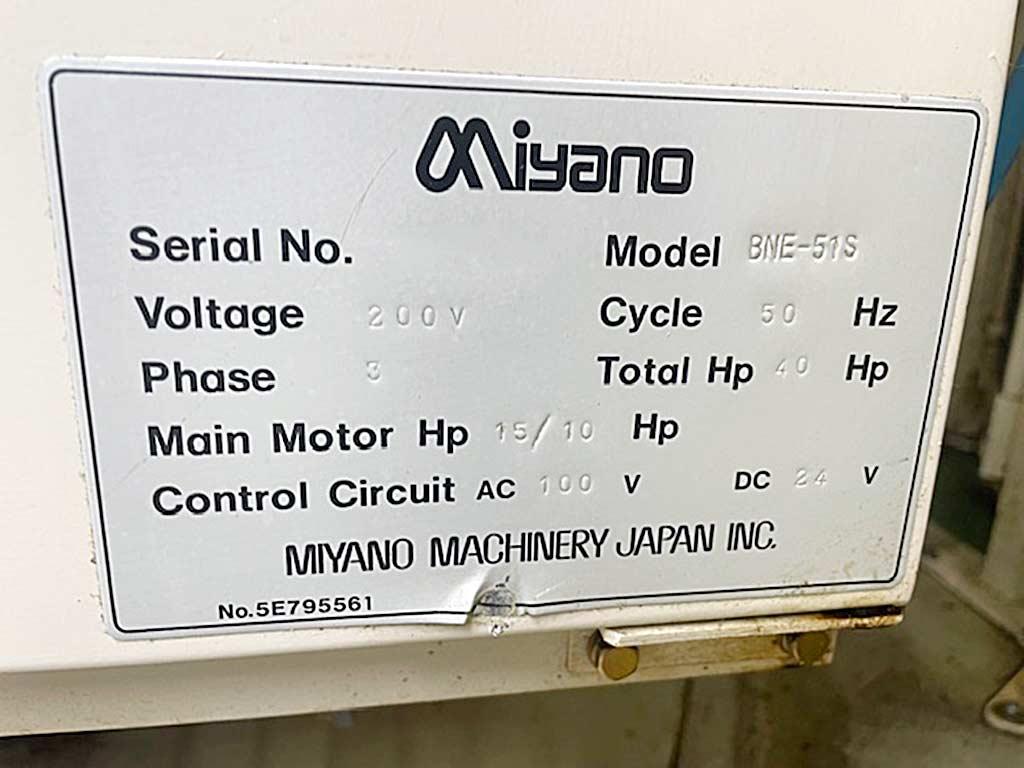 Miyano
Serial No. Model BNE-51S
Voltage 200V Cycle 50 Hz
Phase 3 Total Hp 40 Hp
Main Motor Hp 15/10 Hp
Control Circuit AC 100 V DC 24 V
MIYANO MACHINERY JAPAN INC.
No.5E795561